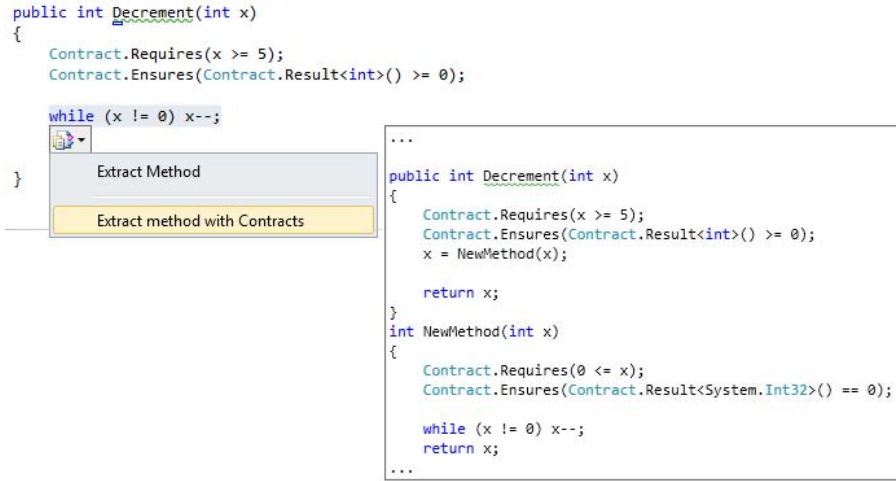 public int Decrement(int x)
{
    Contract.Requires(x >= 5);
    Contract.Ensures(Contract.Result<int>() >= 0);

    while (x != 0) x--;
Extract Method
}
Extract method with Contracts
...

public int Decrement(int x)
{
    Contract.Requires(x >= 5);
    Contract.Ensures(Contract.Result<int>() >= 0);
    x = NewMethod(x);

    return x;
}
int NewMethod(int x)
{
    Contract.Requires(0 <= x);
    Contract.Ensures(Contract.Result<System.Int32>() == 0);

    while (x != 0) x--;
    return x;
...